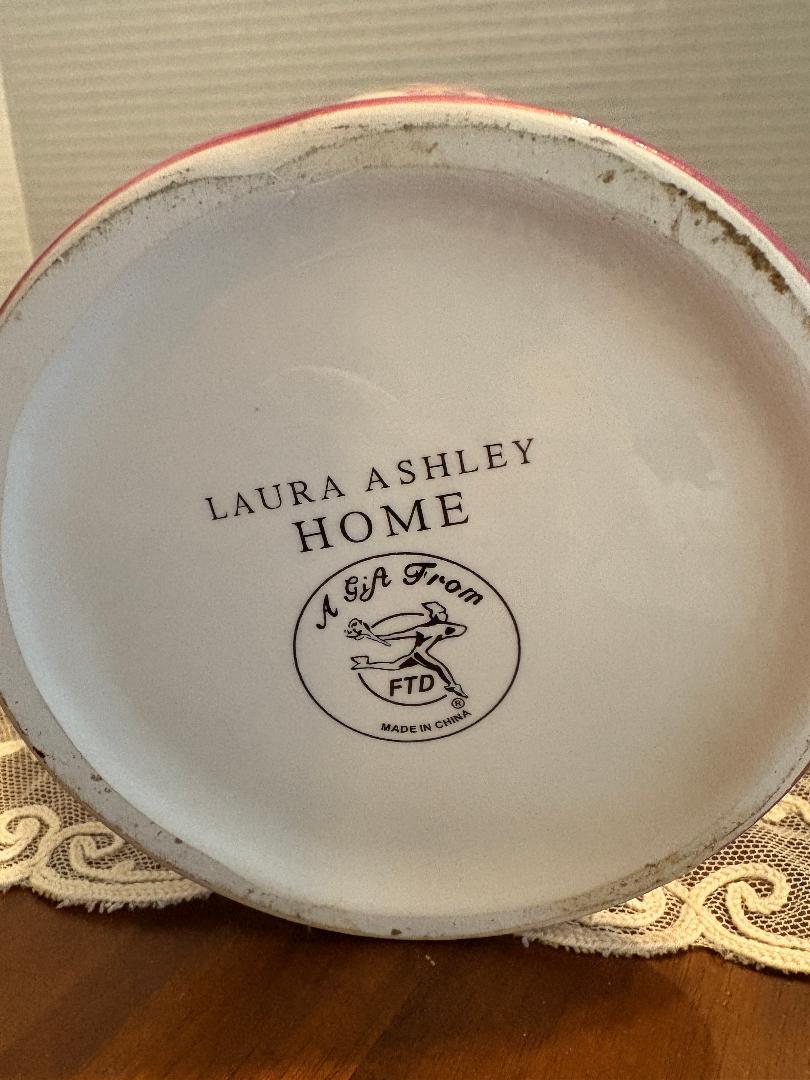 LAURA ASHLEY
HOME
A Gift From
FTD
®
MADE IN CHINA